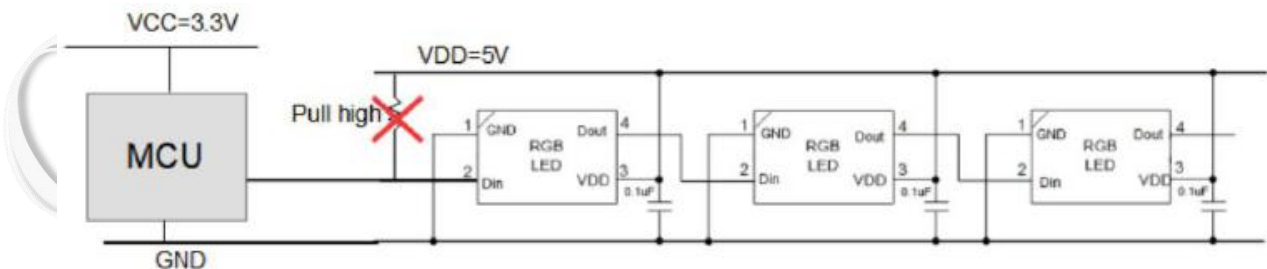 VCC=3.3V
VDD=5V
Pull high
MCU
GND
1
GND
Dout
4
RGB
LED
2
Din
VDD
3
0.1uF
1
GND
Dout
4
RGB
LED
2
Din
VDD
3
0.1uF
1
GND
Dout
4
RGB
LED
2
Din
VDD
3
0.1uF